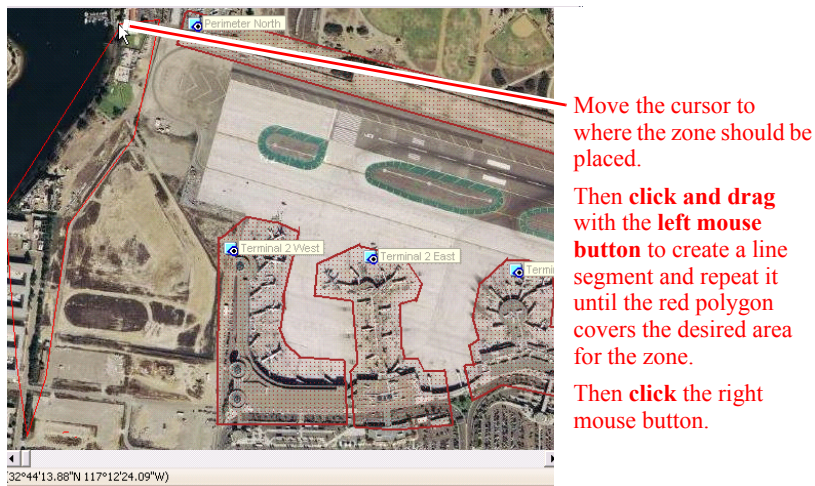 Perimeter North
Move the cursor to
where the zone should be
placed.
Then click and drag
with the left mouse
button to create a line
segment and repeat it
until the red polygon
covers the desired area
for the zone.
Then click the right
mouse button.
Terminal 2 West
Terminal 2 East
Termin
(32°44'13.88"N 117°12'24.09"W)